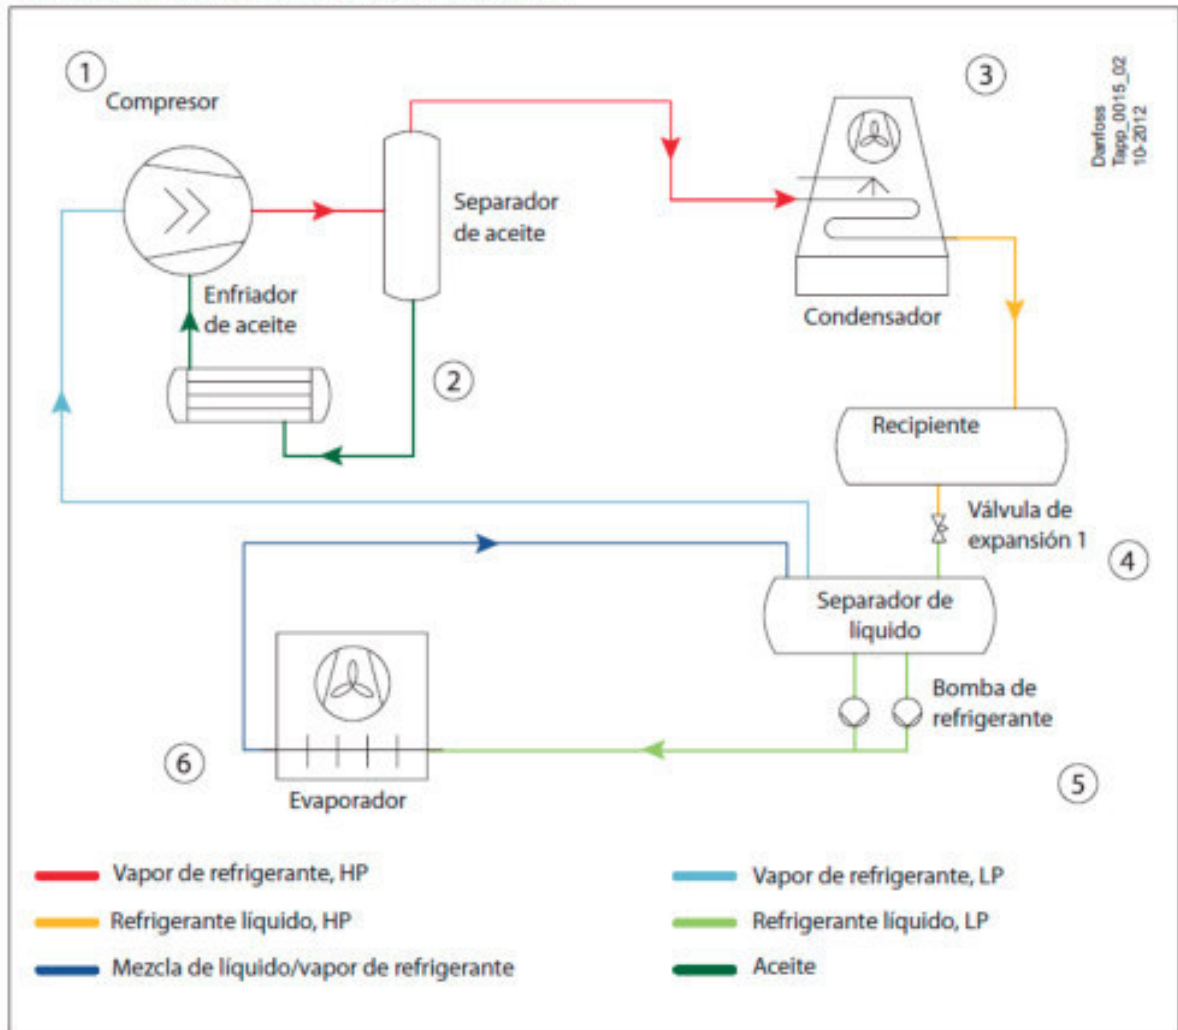 1
Compresor
3
Danfoss
Tapp_0015_02
10-2012
Separador
de aceite
Enfriador
de aceite
Condensador
2
Recipiente
Válvula de
expansión 1
4
Separador de
líquido
Bomba de
refrigerante
6
Evaporador
5
Vapor de refrigerante, HP
Vapor de refrigerante, LP
Refrigerante líquido, HP
Refrigerante líquido, LP
Mezcla de líquido/vapor de refrigerante
Aceite